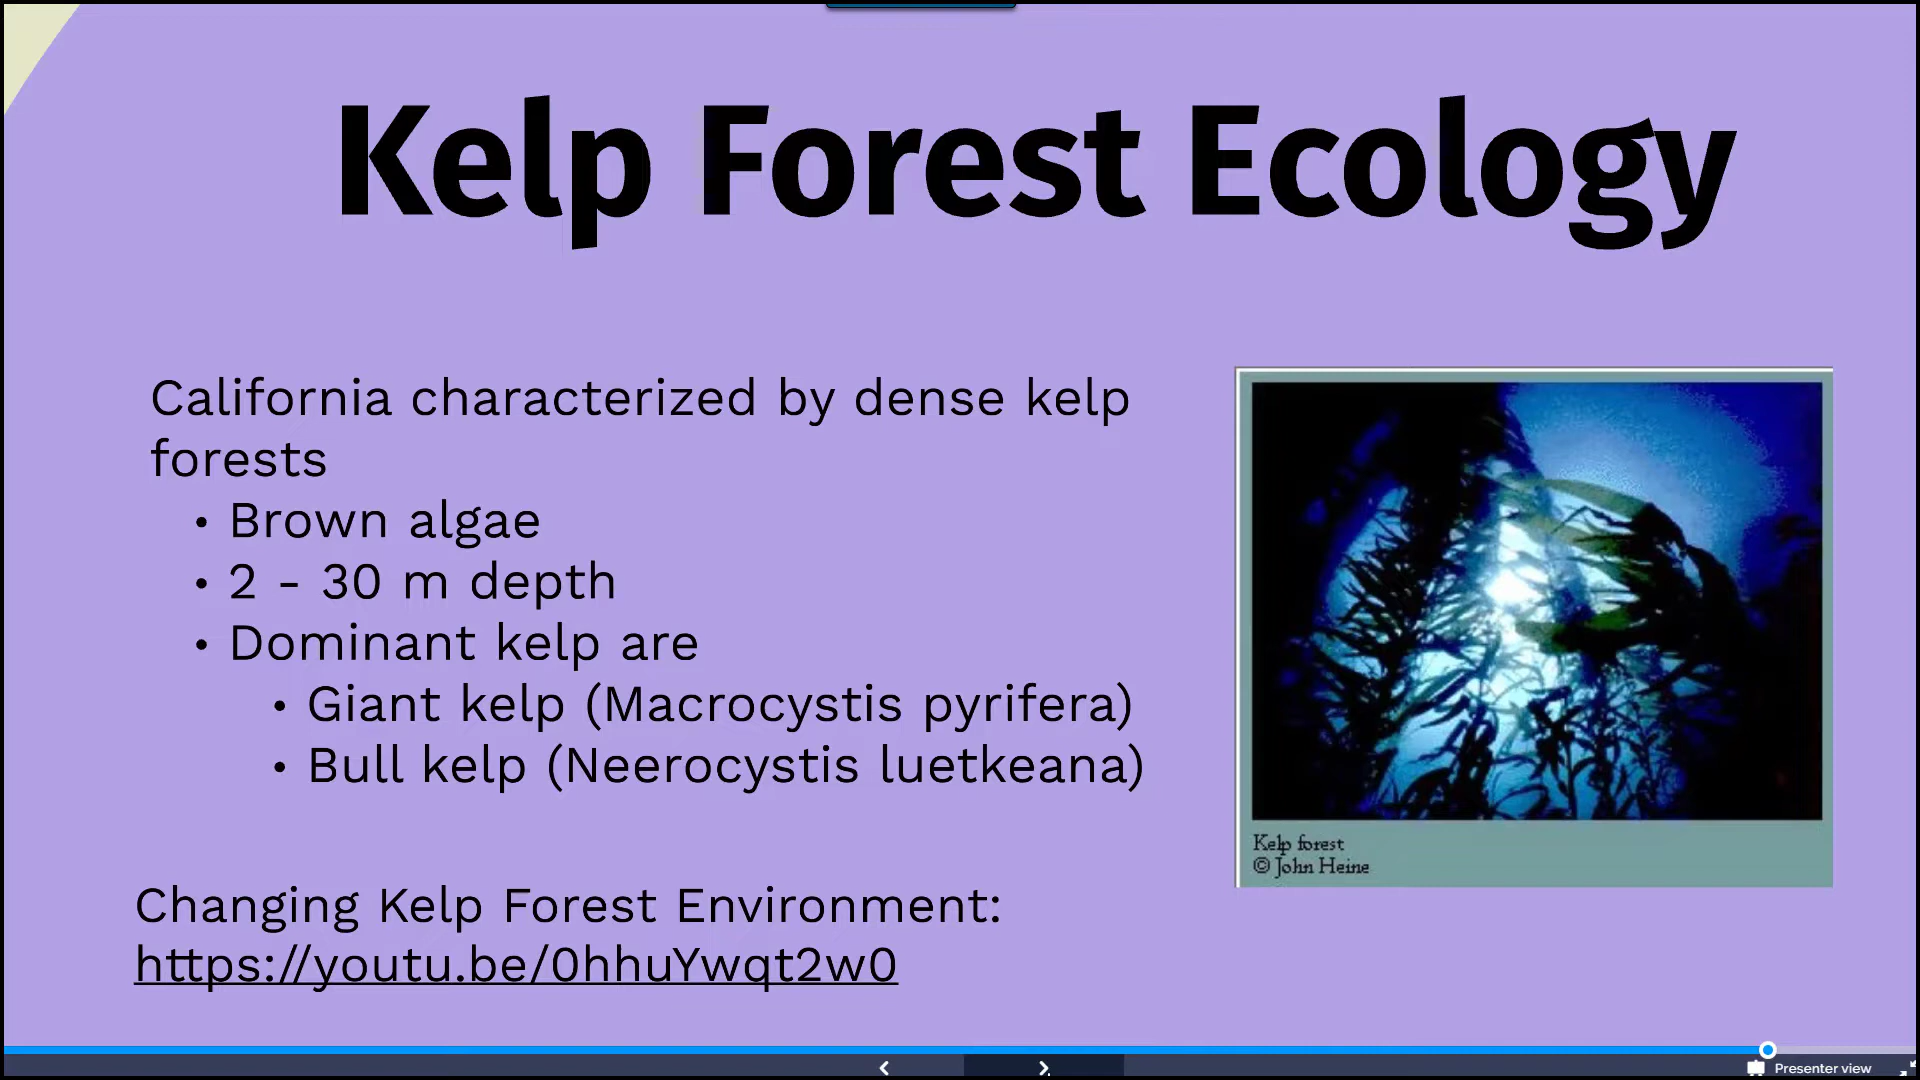 Kelp Forest Ecology
California characterized by dense kelp
forests
• Brown algae
• 2 - 30 m depth
• Dominant kelp are
• Giant kelp (Macrocystis pyrifera)
• Bull kelp (Neerocystis luetkeana)
Kelp forest
© John Heine
Changing Kelp Forest Environment:
https://youtu.be/0hhuYwqt2w0
Presenter view